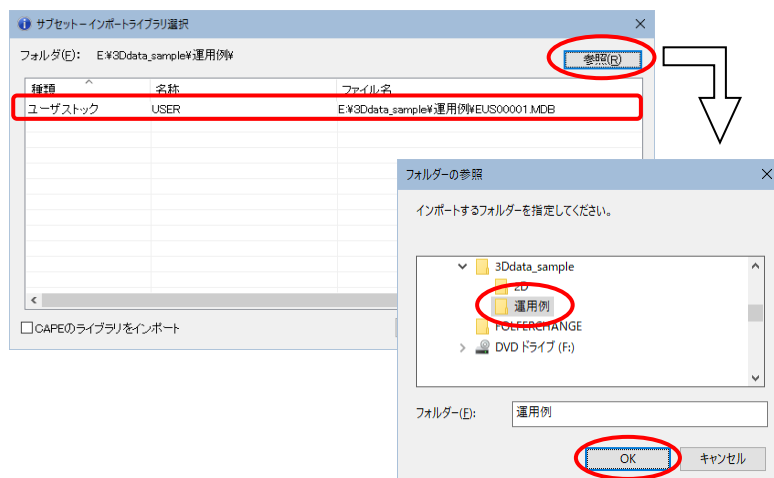 サブセットーインポートライブラリ選択
フォルダ(F): E:¥3Ddata_sample¥運用例¥
参照(R)
種類 名称 ファイル名
ユーザストック USER E:¥3Ddata_sample¥運用例¥EUS00001.MDB
□CAPEのライブラリをインポート
フォルダーの参照
インポートするフォルダーを指定してください。
3Ddata_sample
2D
運用例
FOLFERCHANGE
DVD ドライブ (F:)
フォルダー(F): 運用例
OK キャンセル